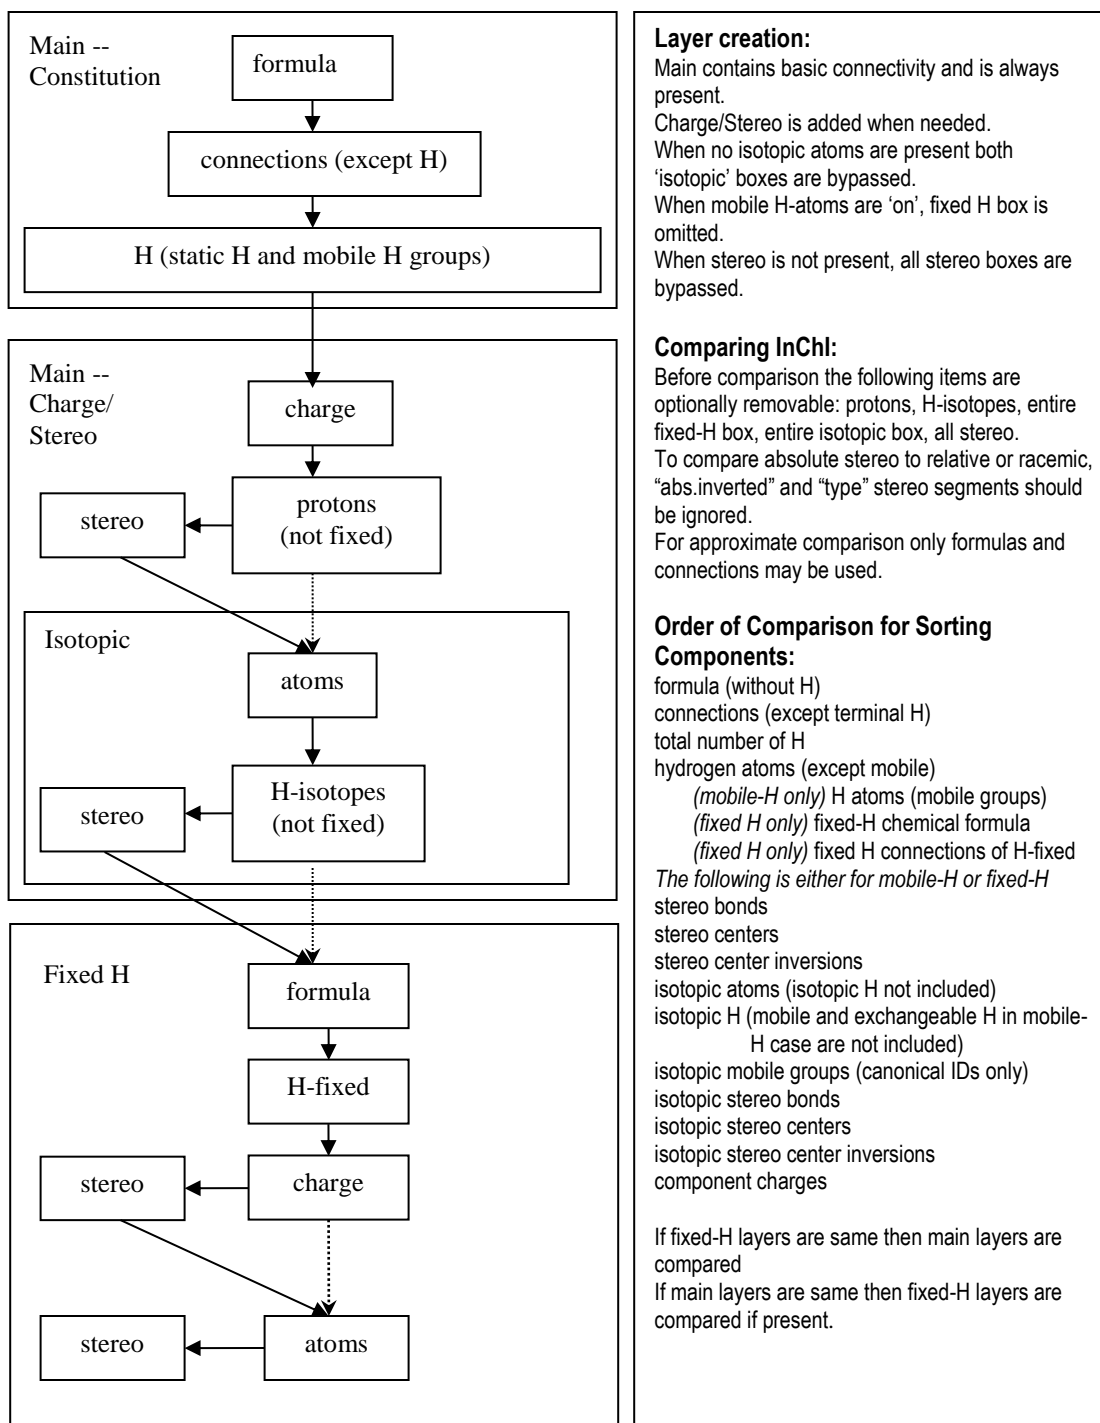 Main --
Constitution
formula
connections (except H)
H (static H and mobile H groups)
Main --
Charge/
Stereo
charge
protons
(not fixed)
stereo
Isotopic
atoms
H-isotopes
(not fixed)
stereo
Fixed H
formula
H-fixed
charge
stereo
atoms
stereo
Layer creation:
Main contains basic connectivity and is always
present.
Charge/Stereo is added when needed.
When no isotopic atoms are present both
‘isotopic’ boxes are bypassed.
When mobile H-atoms are ‘on’, fixed H box is
omitted.
When stereo is not present, all stereo boxes are
bypassed.
Comparing InChI:
Before comparison the following items are
optionally removable: protons, H-isotopes, entire
fixed-H box, entire isotopic box, all stereo.
To compare absolute stereo to relative or racemic,
“abs.inverted” and “type” stereo segments should
be ignored.
For approximate comparison only formulas and
connections may be used.
Order of Comparison for Sorting
Components:
formula (without H)
connections (except terminal H)
total number of H
hydrogen atoms (except mobile)
(mobile-H only) H atoms (mobile groups)
(fixed H only) fixed-H chemical formula
(fixed H only) fixed H connections of H-fixed
The following is either for mobile-H or fixed-H
stereo bonds
stereo centers
stereo center inversions
isotopic atoms (isotopic H not included)
isotopic H (mobile and exchangeable H in mobile-
H case are not included)
isotopic mobile groups (canonical IDs only)
isotopic stereo bonds
isotopic stereo centers
isotopic stereo center inversions
component charges
If fixed-H layers are same then main layers are
compared
If main layers are same then fixed-H layers are
compared if present.